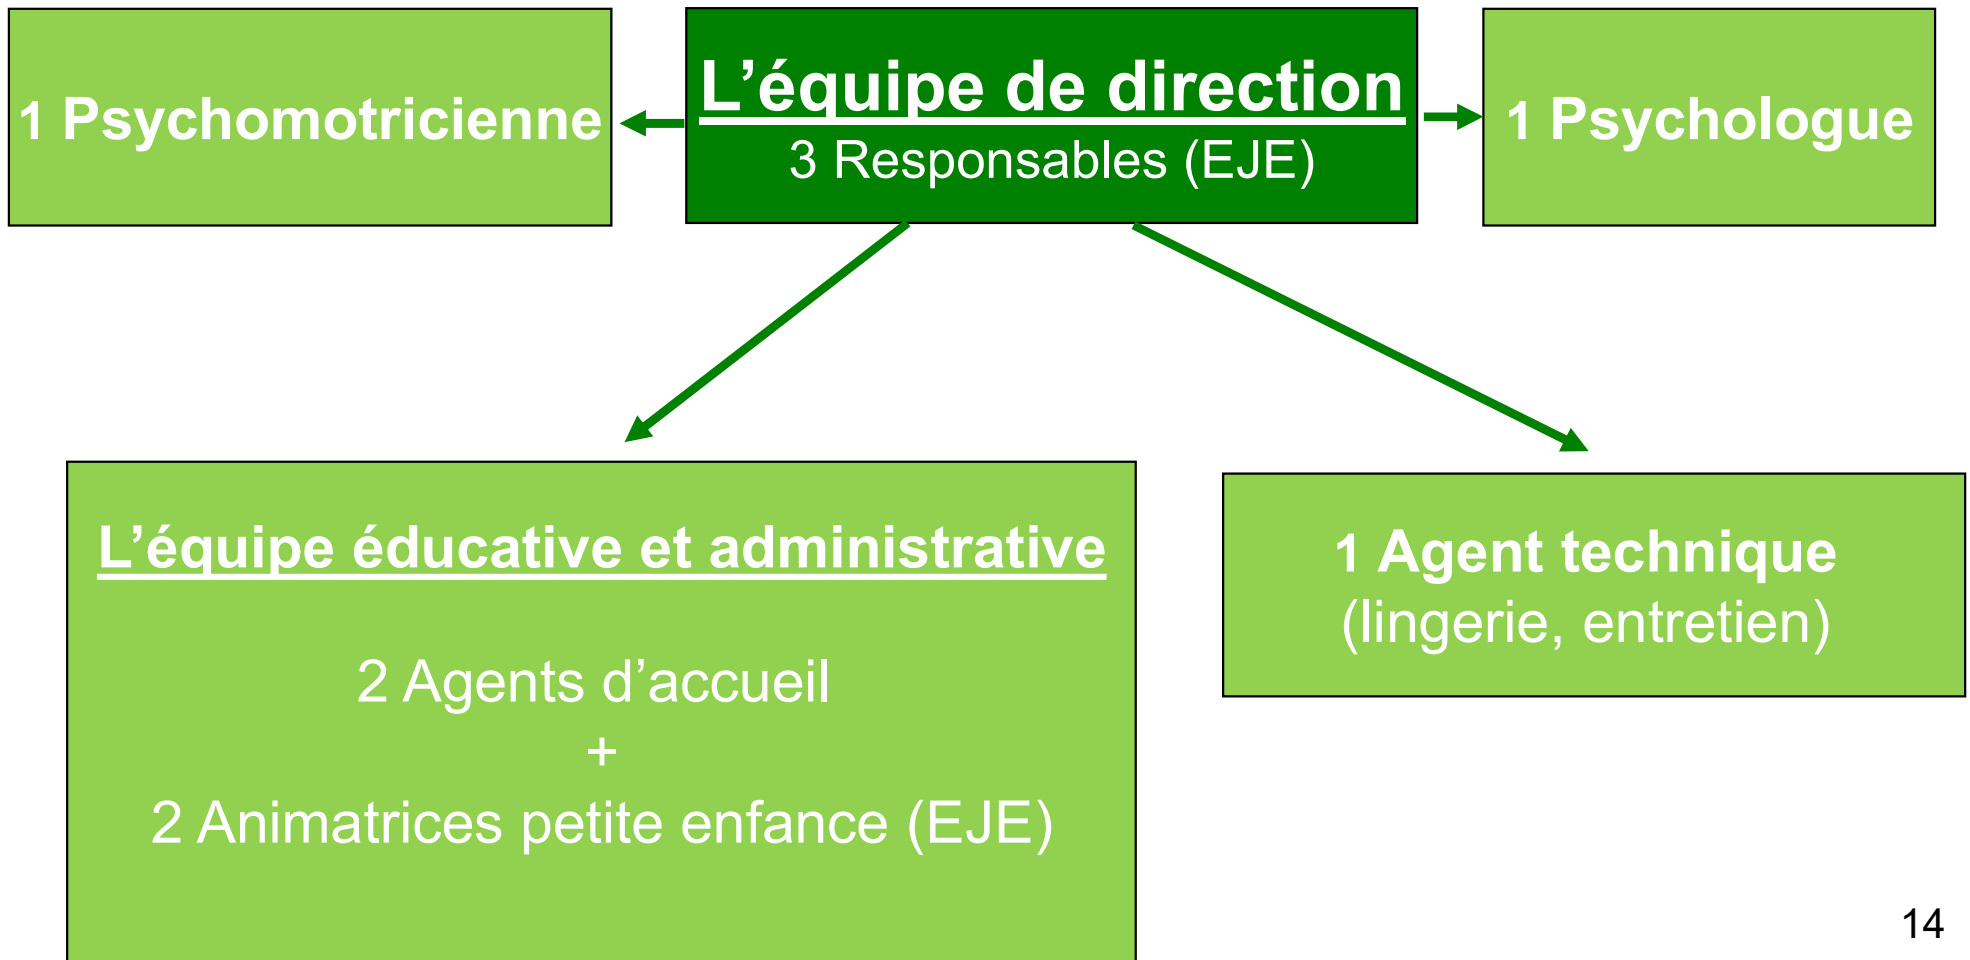 1 Psychomotricienne
L’équipe de direction
3 Responsables (EJE)
1 Psychologue
L’équipe éducative et administrative
2 Agents d’accueil
+
2 Animatrices petite enfance (EJE)
1 Agent technique
(lingerie, entretien)
14